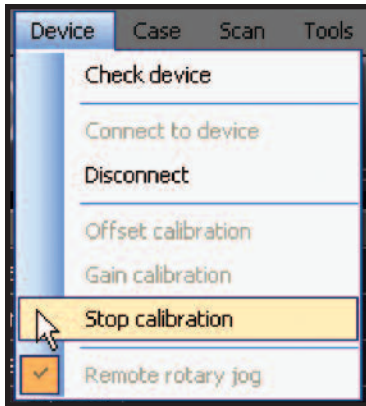 Device Case Scan Tools
Check device
Connect to device
Disconnect
Offset calibration
Gain calibration
Stop calibration
Remote rotary jog